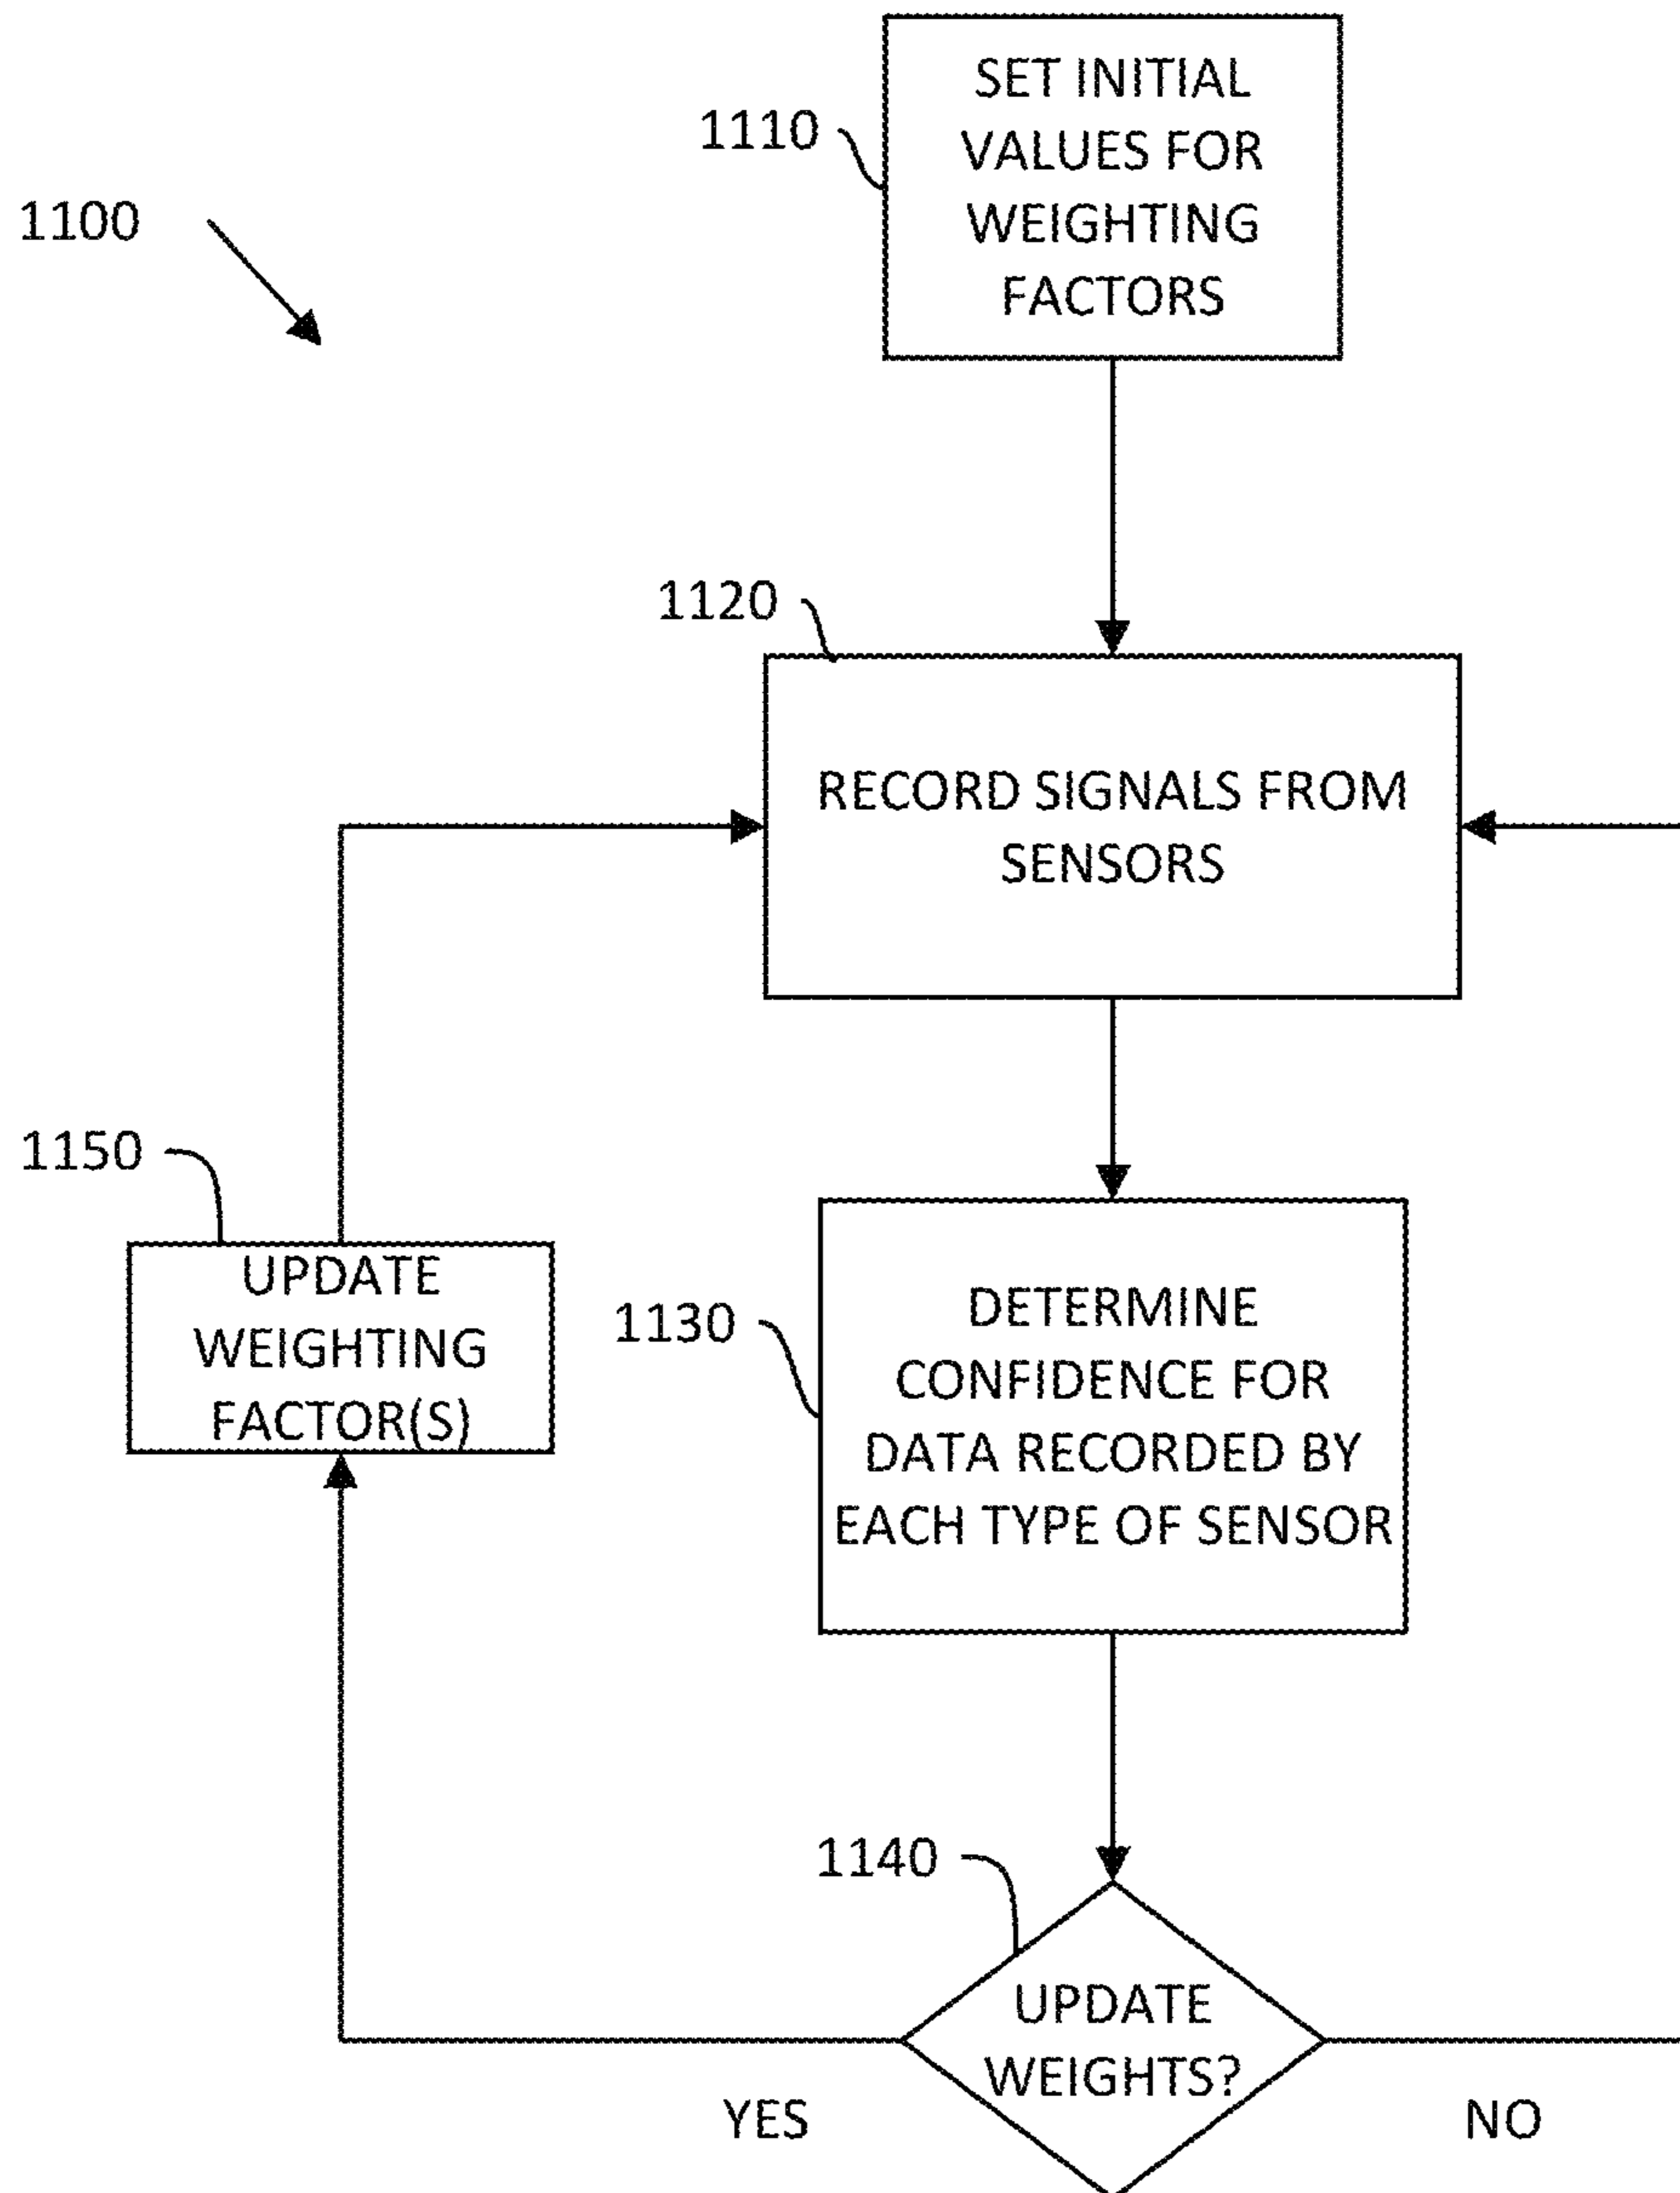 1100
1110
SET INITIAL
VALUES FOR
WEIGHTING
FACTORS
1120
RECORD SIGNALS FROM
SENSORS
1150
UPDATE
WEIGHTING
FACTOR(S)
1130
DETERMINE
CONFIDENCE FOR
DATA RECORDED BY
EACH TYPE OF SENSOR
1140
UPDATE
WEIGHTS?
YES
NO